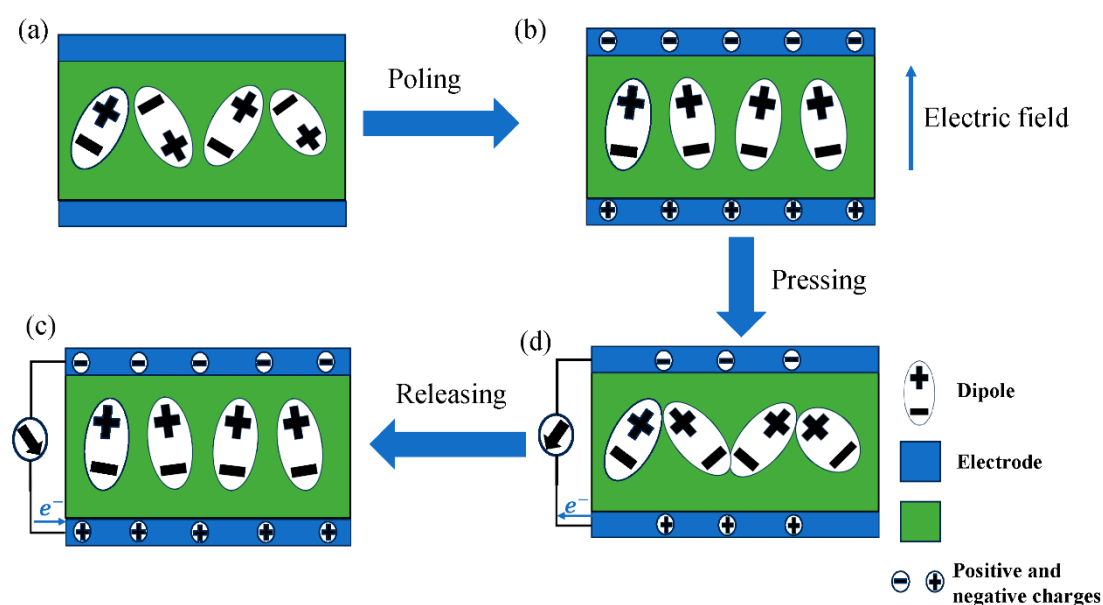 (a)
Poling
(b)
Electric field
Pressing
(c)
e⁻
Releasing
(d)
e⁻
Dipole
Electrode
Positive and
negative charges